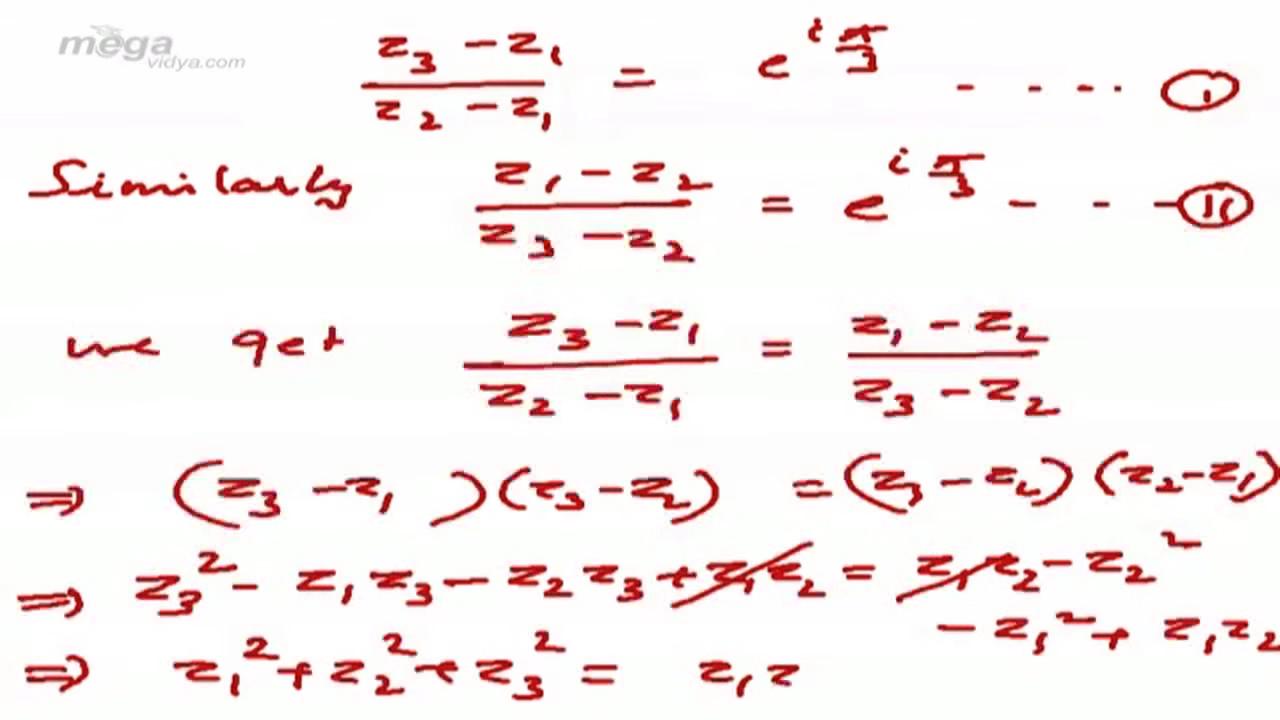 mega
vidya.com
(z₃ - z₁)/(z₂ - z₁) = e^(iπ/3) - - - - ①
Similarly (z₁ - z₂)/(z₃ - z₂) = e^(iπ/3) - - - (II)
we get (z₃ - z₁)/(z₂ - z₁) = (z₁ - z₂)/(z₃ - z₂)
⇒ (z₃ - z₁)(z₃ - z₂) = (z₃ - z₂)(z₂ - z₁)
⇒ z₃² - z₁z₃ - z₂z₃ + z₁z₂ = z₁z₂ - z₂²
- z₁² + z₁z₂
⇒ z₁² + z₂² + z₃² = z₁z